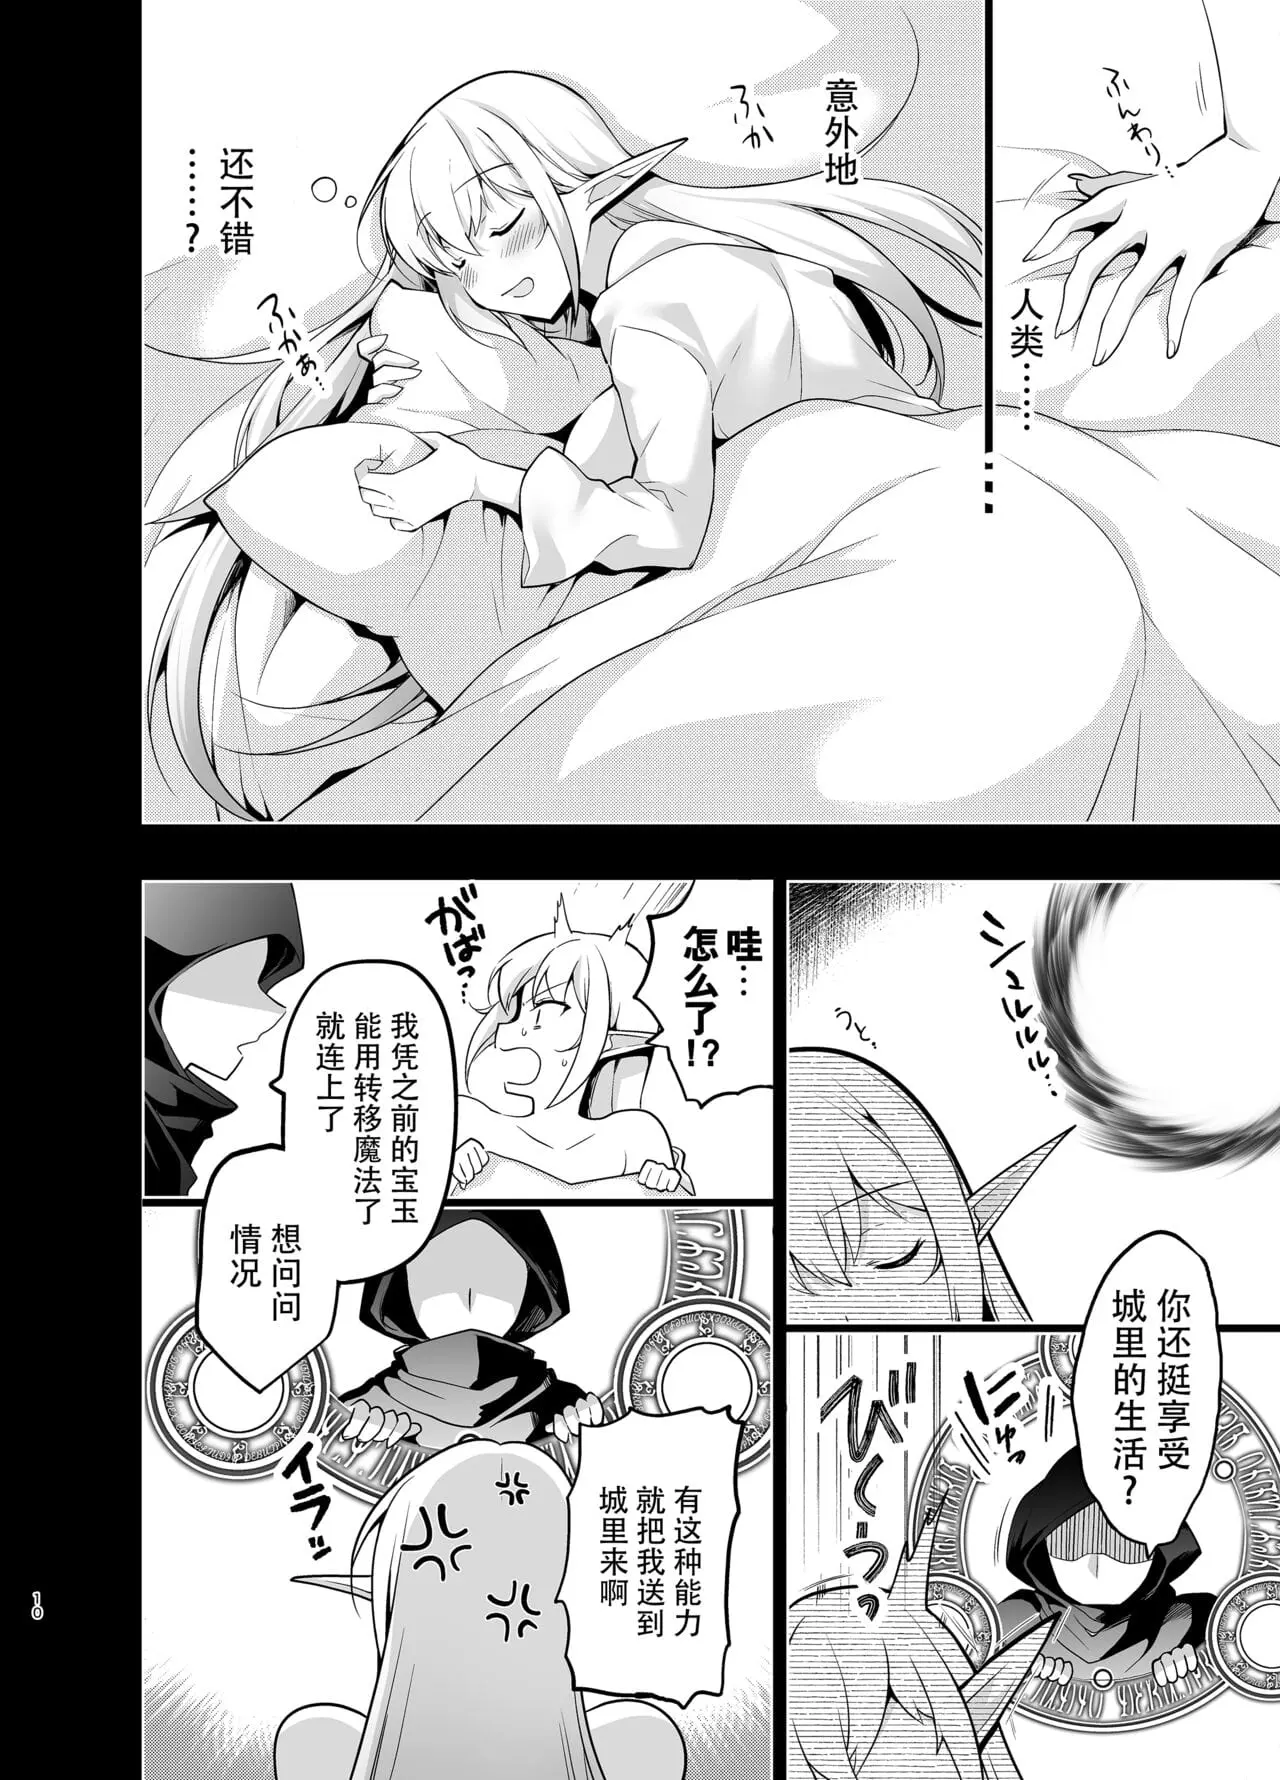 ふんわり…
人类……
…
意外地
ふか
还不错
……?
ふかぁ…
シュルルルル
うと…
你还挺享受
城里的生活?
にゅっ
びくうっ
哇…
怎么了!?
がばっ
我凭之前的宝玉
能用转移魔法了
就连上了
想问问
情况
有这种能力
就把我送到
城里来啊
イラッ
10